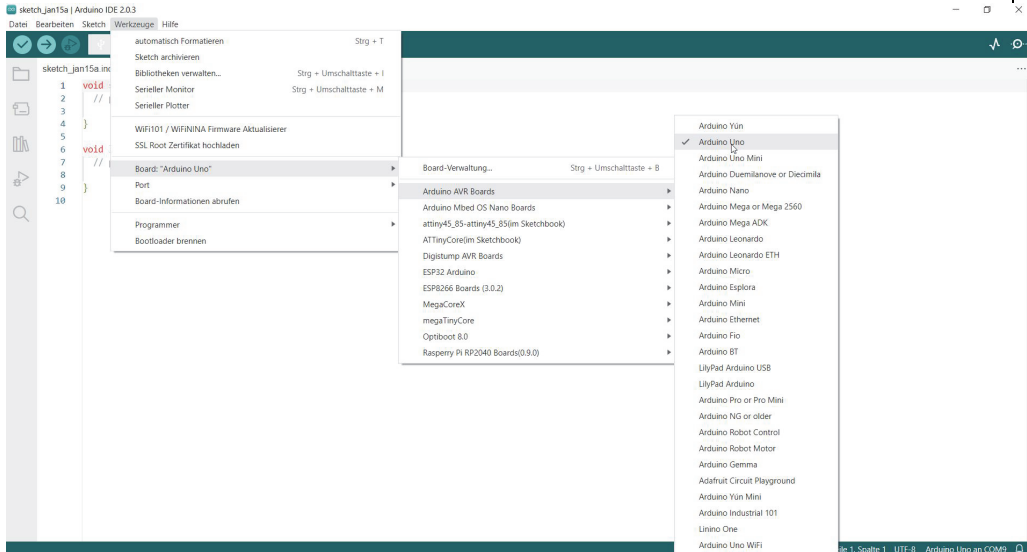 sketch_jan15a | Arduino IDE 2.0.3
Datei Bearbeiten Sketch Werkzeuge Hilfe
sketch_jan15a.ino
1 void
2 //
3
4 }
5
6 void
7 //
8
9 }
10
automatisch Formatieren Strg + T
Sketch archivieren
Bibliotheken verwalten... Strg + Umschalttaste + I
Serieller Monitor Strg + Umschalttaste + M
Serieller Plotter
WiFi101 / WiFiNINA Firmware Aktualisierer
SSL Root Zertifikat hochladen
Board: "Arduino Uno"
Port
Board-Informationen abrufen
Programmer
Bootloader brennen
Board-Verwaltung... Strg + Umschalttaste + B
Arduino AVR Boards
Arduino Mbed OS Nano Boards
attiny45_85-attiny45_85(im Sketchbook)
ATTinyCore(im Sketchbook)
Digistump AVR Boards
ESP32 Arduino
ESP8266 Boards (3.0.2)
MegaCoreX
megaTinyCore
Optiboot 8.0
Rasperry Pi RP2040 Boards(0.9.0)
Arduino Yún
Arduino Uno
Arduino Uno Mini
Arduino Duemilanove or Diecimila
Arduino Nano
Arduino Mega or Mega 2560
Arduino Mega ADK
Arduino Leonardo
Arduino Leonardo ETH
Arduino Micro
Arduino Esplora
Arduino Mini
Arduino Ethernet
Arduino Fio
Arduino BT
LilyPad Arduino USB
LilyPad Arduino
Arduino Pro or Pro Mini
Arduino NG or older
Arduino Robot Control
Arduino Robot Motor
Arduino Gemma
Adafruit Circuit Playground
Arduino Yún Mini
Arduino Industrial 101
Linino One
Arduino Uno WiFi
1, Spalte 1 UTF-8 Arduino Uno an COM9